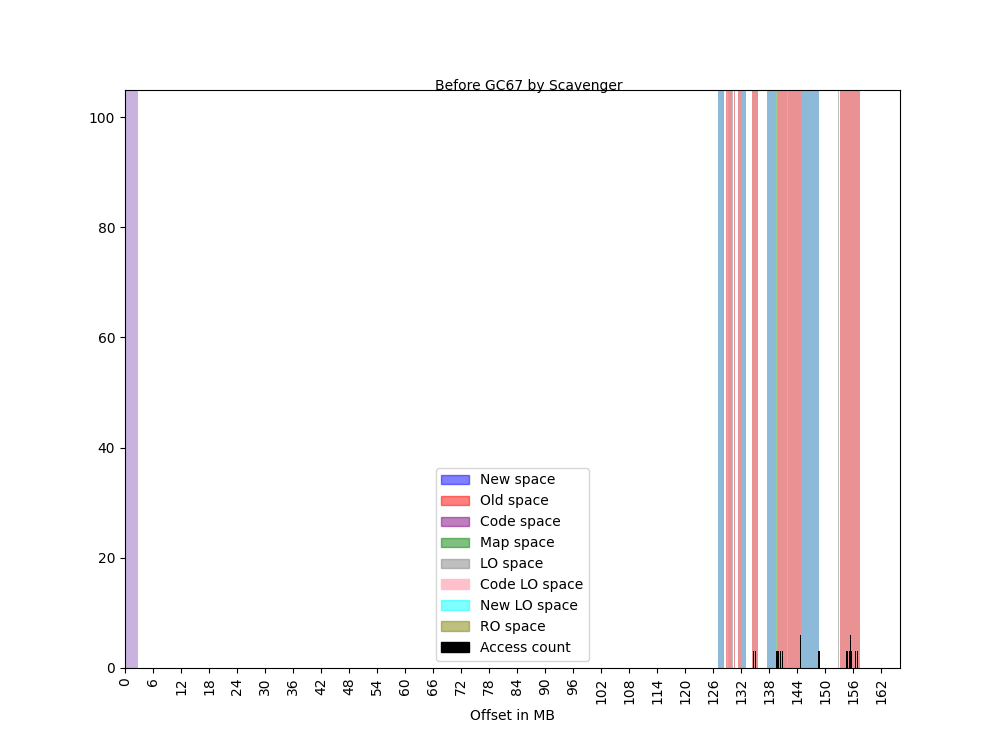 Before GC67 by Scavenger
100
80
60
40
20
0
New space
Old space
Code space
Map space
LO space
Code LO space
New LO space
RO space
Access count
0 6 12 18 24 30 36 42 48 54 60 66 72 78 84 90 96 102 108 114 120 126 132 138 144 150 156 162
Offset in MB